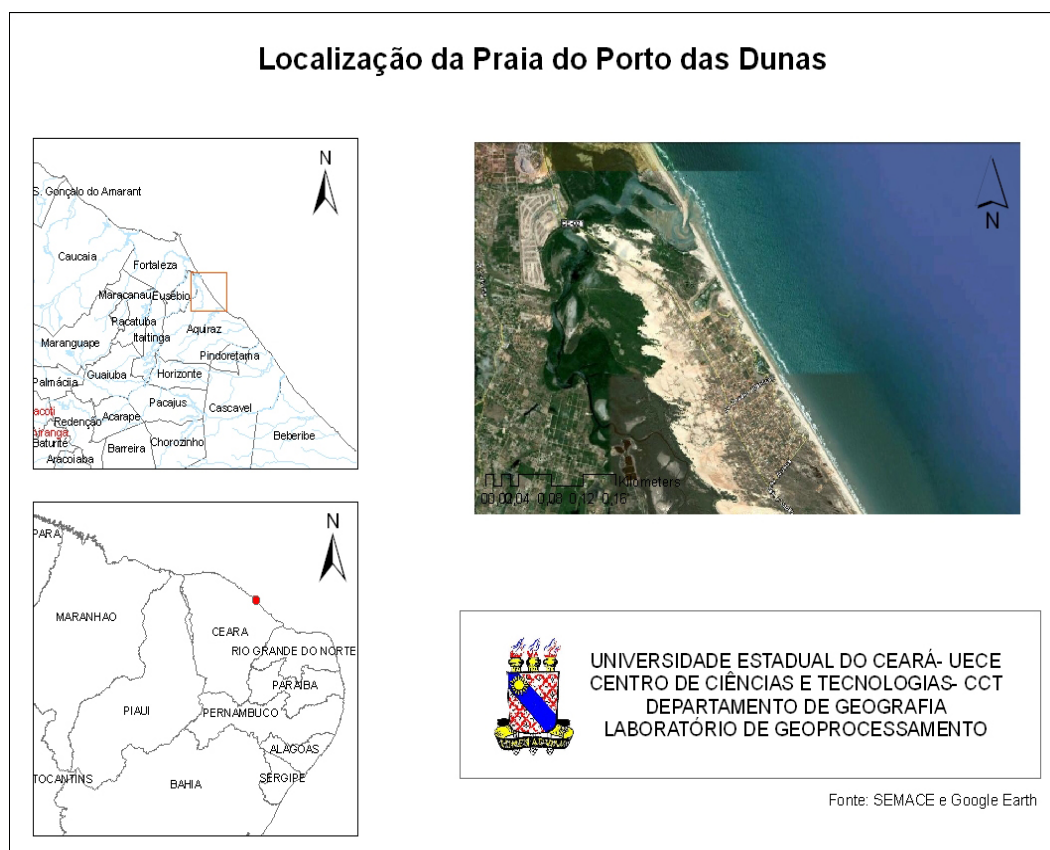 Localização da Praia do Porto das Dunas
N
S. Gonçalo do Amarant
Caucaia
Fortaleza
Maracanau
Eusébio
Pacatuba
Itaitinga
Aquiraz
Maranguape
Pindoretama
Guaiuba
Horizonte
Palmácia
Pacajus
Cascavel
acoti
Redenção
Acarape
iranga
Baturité
Barreira
Chorozinho
Beberibe
Aracoiaba
N
Kilometers
N
PARA
MARANHAO
CEARA
RIO GRANDE DO NORTE
PARAIBA
PIAUI
PERNAMBUCO
ALAGOAS
SERGIPE
TOCANTINS
BAHIA
UNIVERSIDADE ESTADUAL DO CEARÁ- UECE
CENTRO DE CIÊNCIAS E TECNOLOGIAS- CCT
DEPARTAMENTO DE GEOGRAFIA
LABORATÓRIO DE GEOPROCESSAMENTO
Fonte: SEMACE e Google Earth